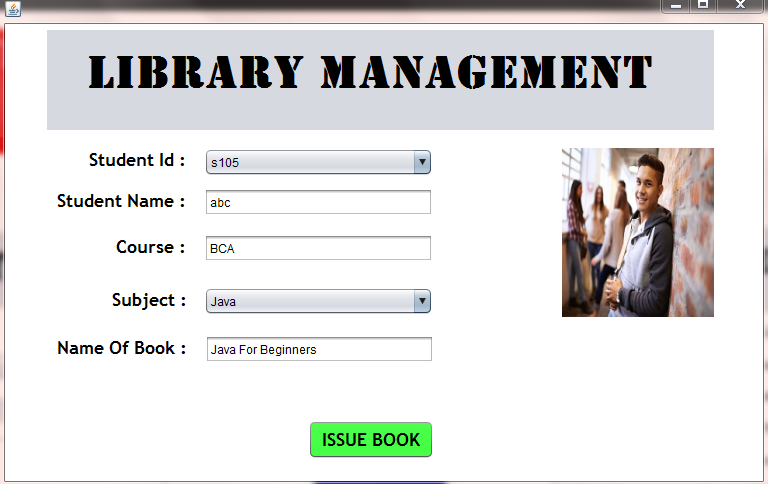 LIBRARY MANAGEMENT
Student Id : s105
Student Name : abc
Course : BCA
Subject : Java
Name Of Book : Java For Beginners
ISSUE BOOK